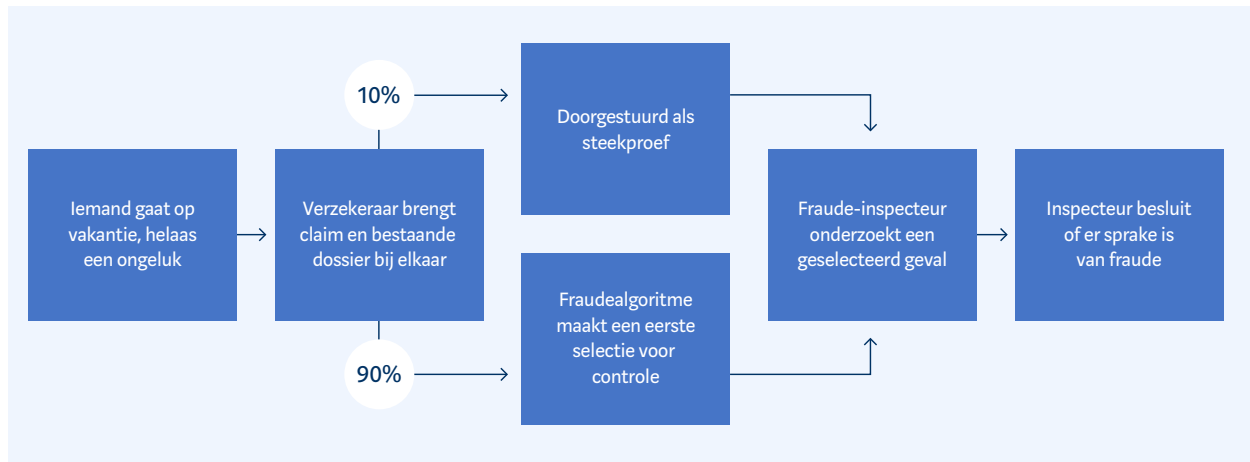 Iemand gaat op
vakantie, helaas
een ongeluk
Verzekeraar brengt
claim en bestaande
dossier bij elkaar
10%
Doorgestuurd als
steekproef
90%
Fraudealgoritme
maakt een eerste
selectie voor
controle
Fraude-inspecteur
onderzoekt een
geselecteerd geval
Inspecteur besluit
of er sprake is
van fraude